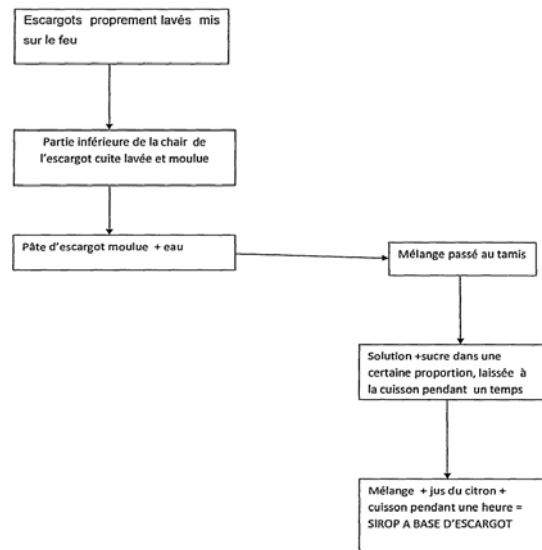 Escargots proprement lavés mis
sur le feu
Partie inférieure de la chair de
l'escargot cuite lavée et moulue
Pâte d'escargot moulue + eau
Mélange passé au tamis
Solution +sucre dans une
certaine proportion, laissée à
la cuisson pendant un temps
Mélange + jus du citron +
cuisson pendant une heure =
SIROP A BASE D'ESCARGOT